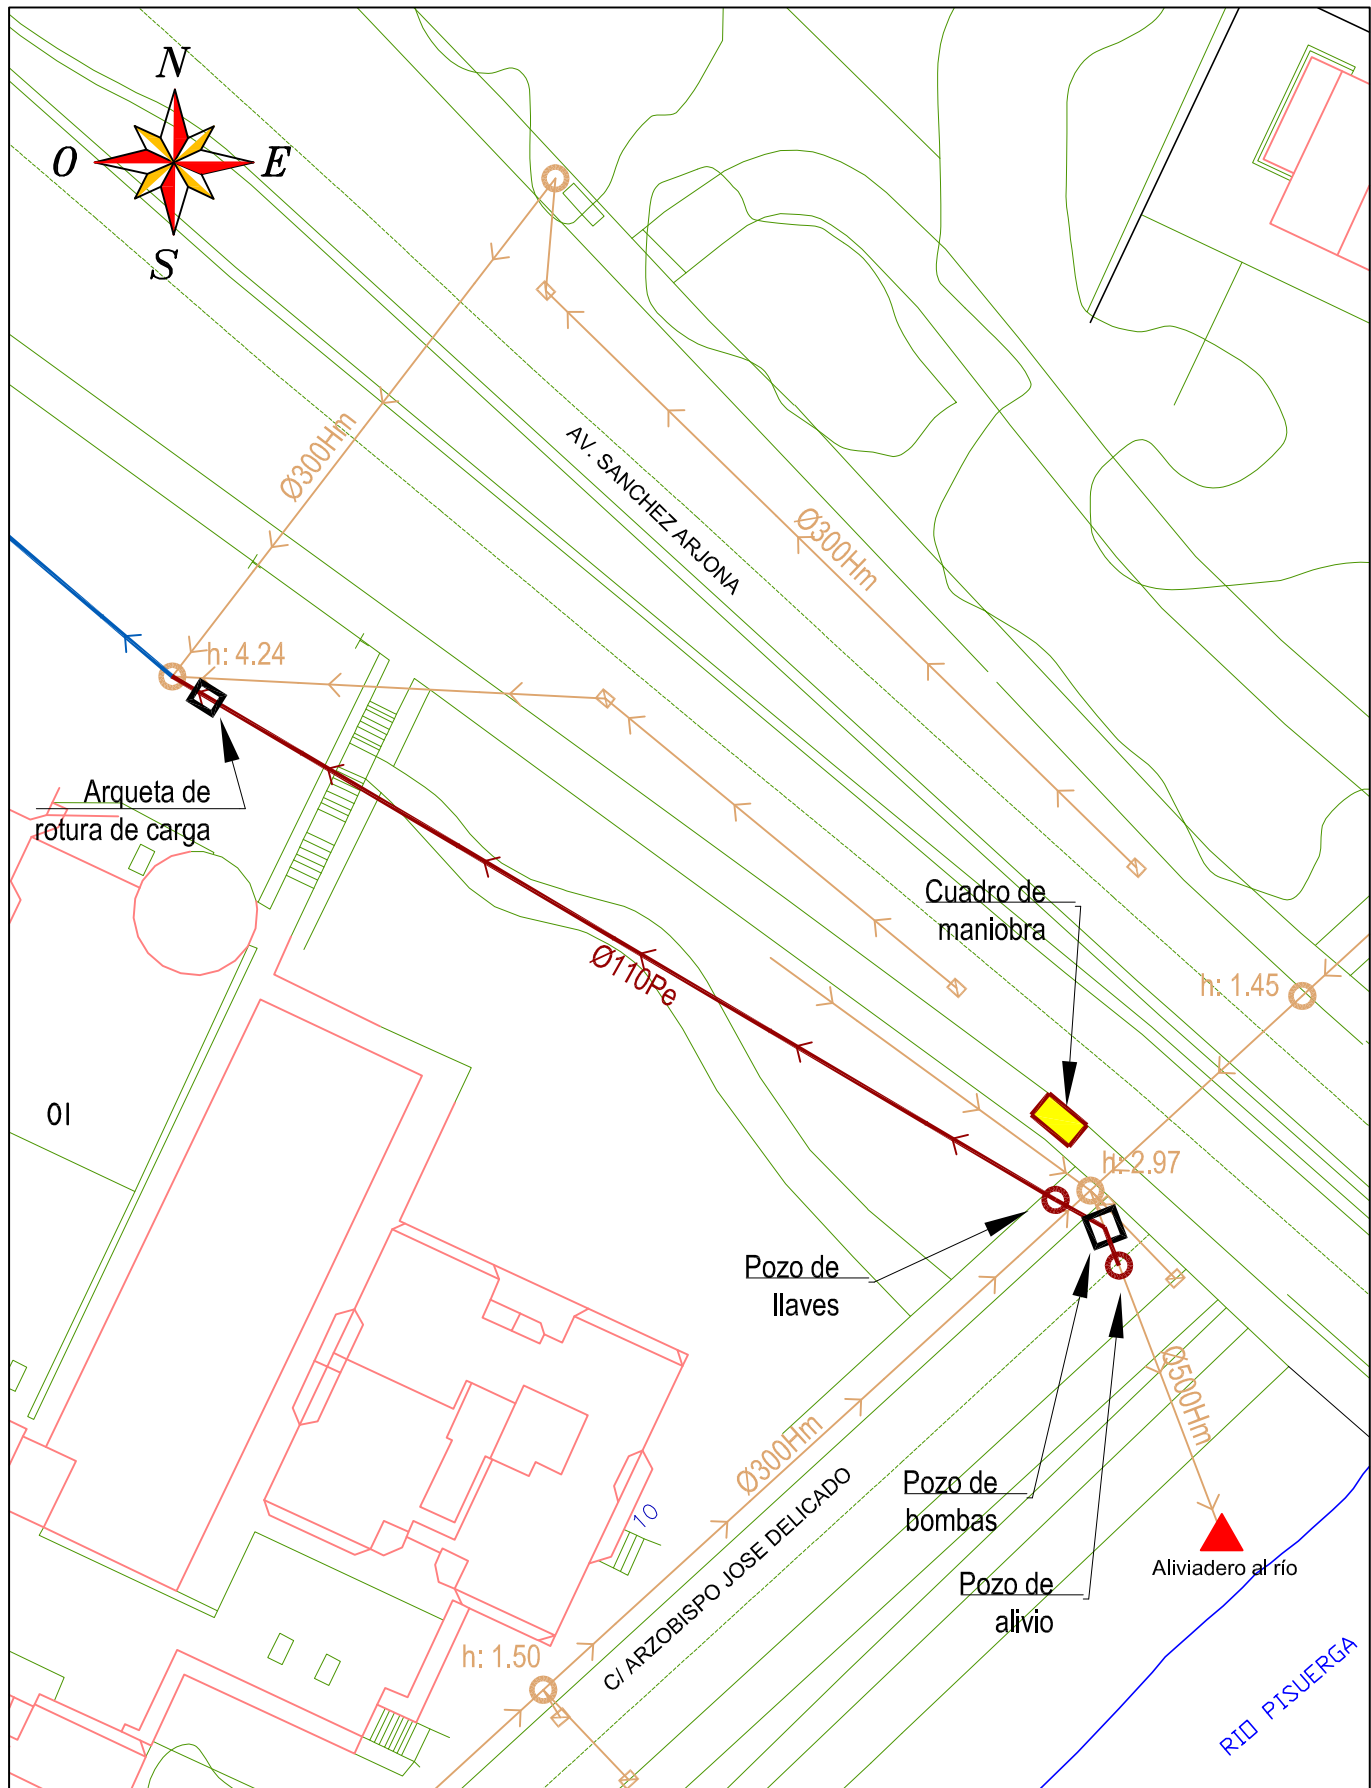 N
O
E
S
Ø300Hm
AV. SANCHEZ ARJONA
Ø300Hm
h: 4.24
Arqueta de
rotura de carga
Cuadro de
maniobra
Ø110Pe
h: 1.45
OI
h: 2.97
Pozo de
llaves
Ø500Hm
Ø300Hm
Pozo de
bombas
10
C/ ARZOBISPO JOSE DELICADO
Aliviadero al río
Pozo de
alivio
h: 1.50
RIO PISUERGA